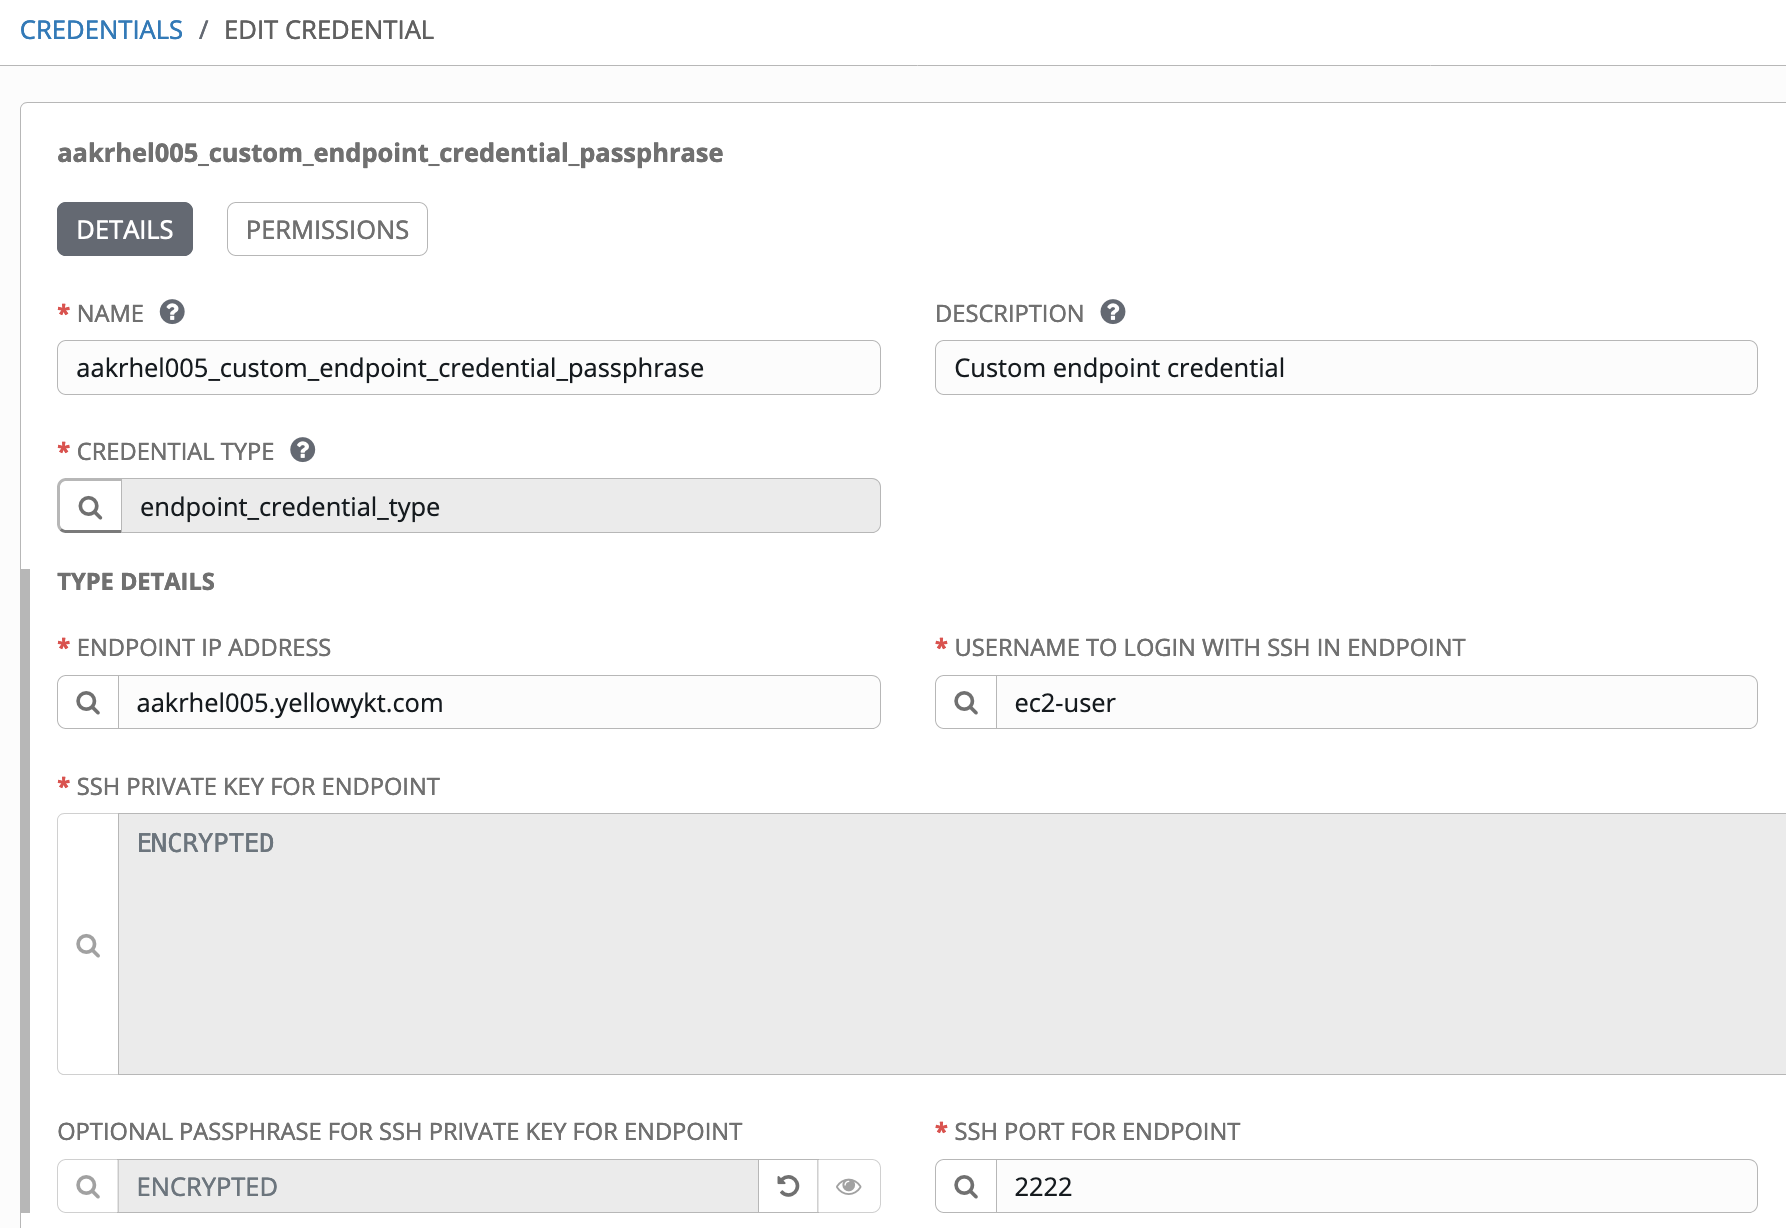 CREDENTIALS / EDIT CREDENTIAL
aakrhel005_custom_endpoint_credential_passphrase
DETAILS PERMISSIONS
* NAME ?
aakrhel005_custom_endpoint_credential_passphrase
DESCRIPTION ?
Custom endpoint credential
* CREDENTIAL TYPE ?
endpoint_credential_type
TYPE DETAILS
* ENDPOINT IP ADDRESS
aakrhel005.yellowykt.com
* USERNAME TO LOGIN WITH SSH IN ENDPOINT
ec2-user
* SSH PRIVATE KEY FOR ENDPOINT
ENCRYPTED
OPTIONAL PASSPHRASE FOR SSH PRIVATE KEY FOR ENDPOINT
ENCRYPTED
* SSH PORT FOR ENDPOINT
2222